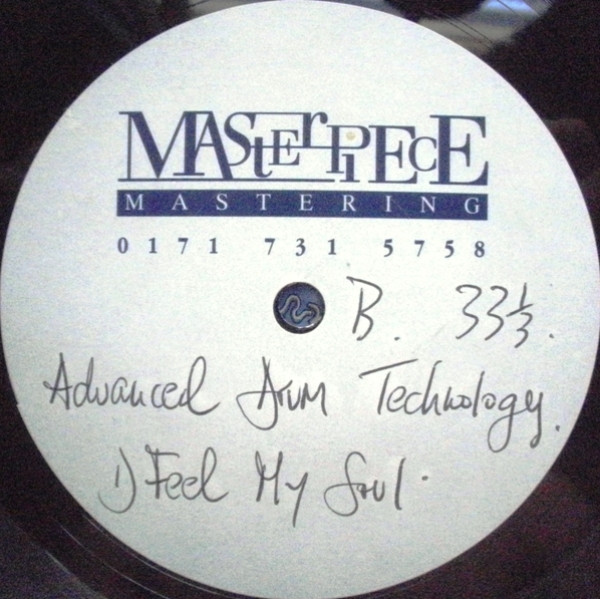 MASTERPIECE
MASTERING
0171 731 5758
B. 33⅓.
Advanced Drum Technology.
1) Feel My Soul.